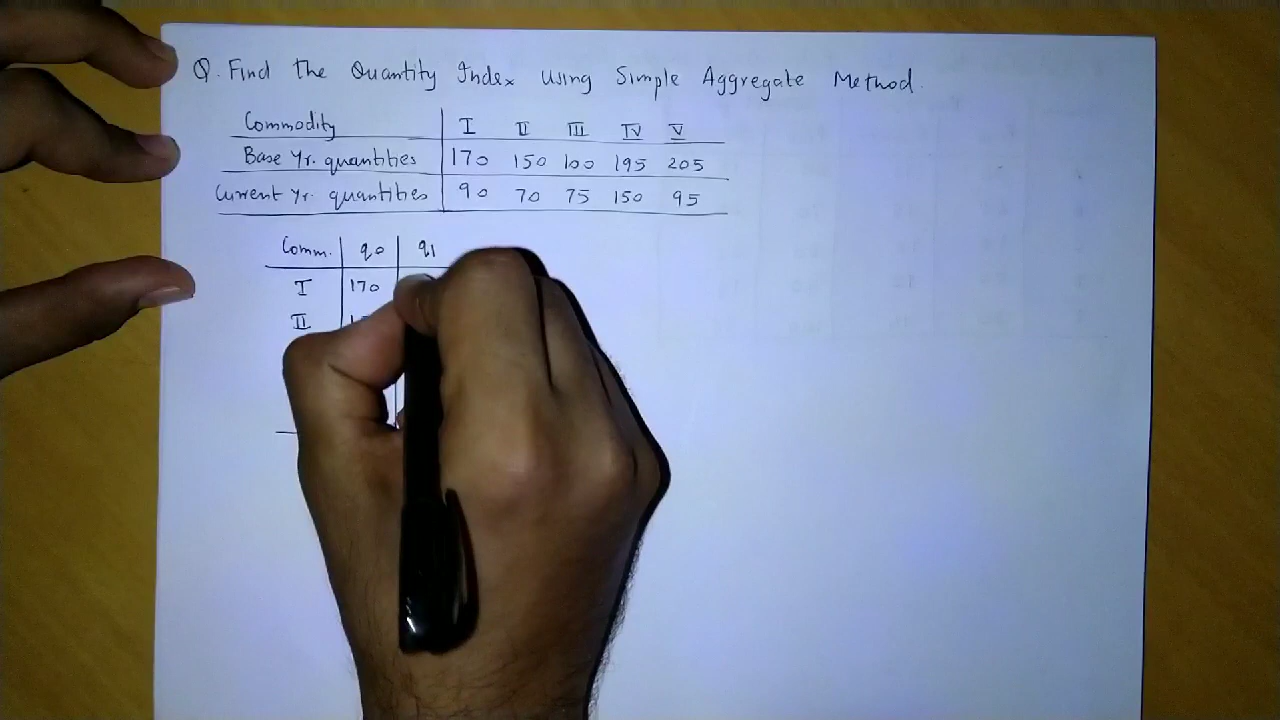 Q. Find the Quantity Index using Simple Aggregate Method.
Commodity I II III IV V
Base Yr. quantities 170 150 100 195 205
Current Yr. quantities 90 70 75 150 95
Comm. q0 q1
I 170
II